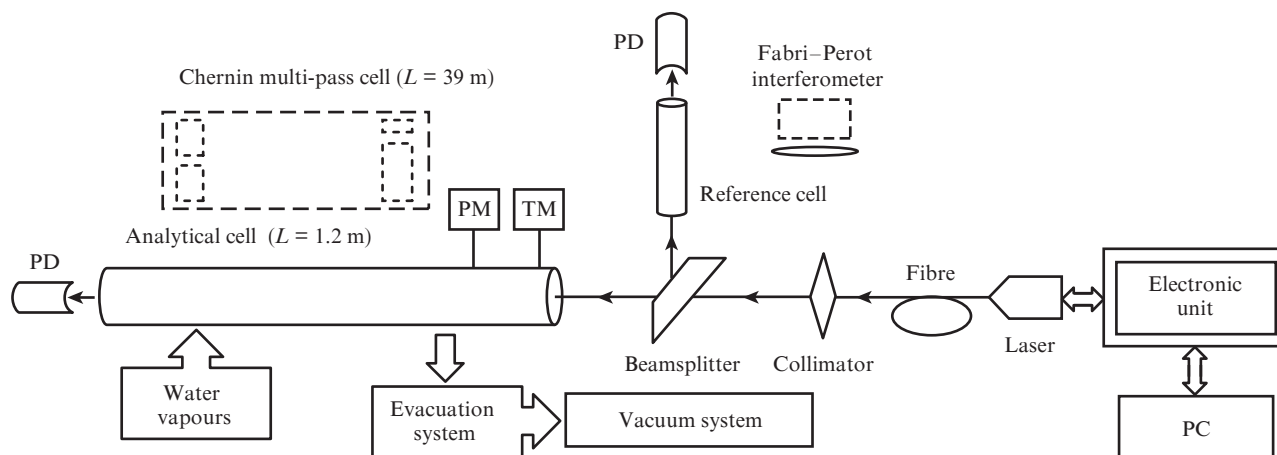 PD
Fabri–Perot
interferometer
Chernin multi-pass cell (L = 39 m)
Reference cell
PM
TM
Analytical cell (L = 1.2 m)
PD
Fibre
Electronic
unit
Laser
Beamsplitter
Collimator
Water
vapours
Evacuation
system
Vacuum system
PC